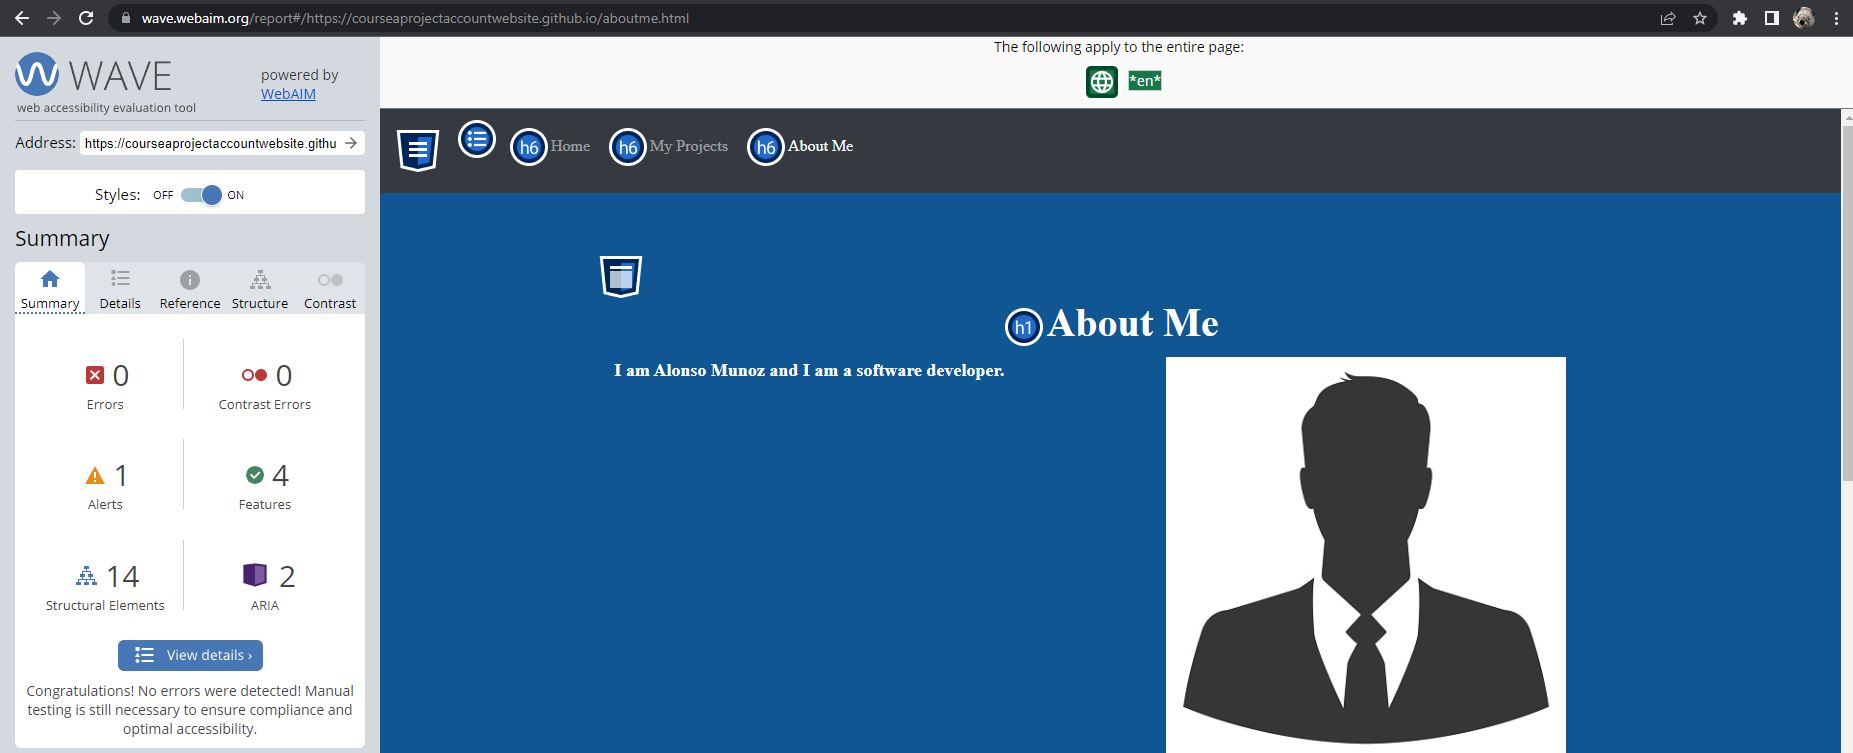 wave.webaim.org/report#/https://courseaprojectaccountwebsite.github.io/aboutme.html
WAVE
powered by
WebAIM
web accessibility evaluation tool
Address: https://courseaprojectaccountwebsite.githu
Styles: OFF ON
Summary
Summary Details Reference Structure Contrast
0 0
Errors Contrast Errors
1 4
Alerts Features
14 2
Structural Elements ARIA
View details ›
Congratulations! No errors were detected! Manual
testing is still necessary to ensure compliance and
optimal accessibility.
The following apply to the entire page:
*en*
h6 Home h6 My Projects h6 About Me
h1 About Me
I am Alonso Munoz and I am a software developer.